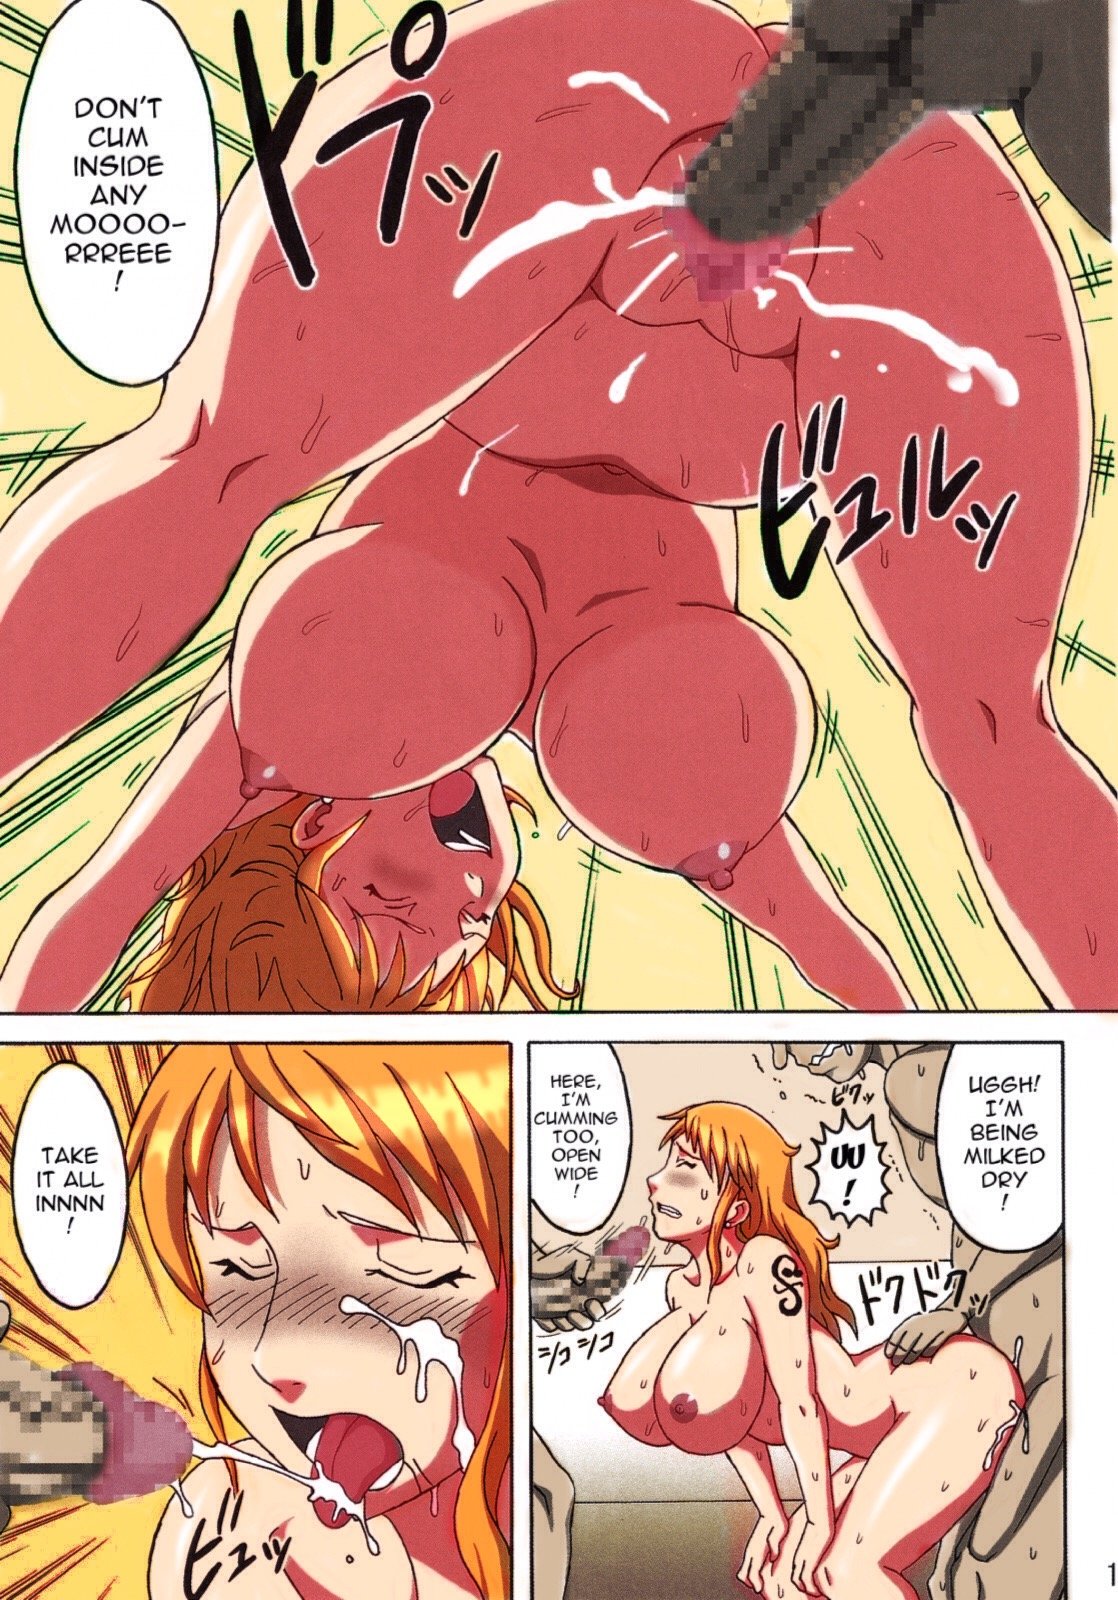 DON'T
CUM
INSIDE
ANY
MOOOO-
RRREEE
!
ドプッ
ビュルルッ
UGGH!
I'M
BEING
MILKED
DRY
!
ビクッ
UU
!
HERE,
I'M
CUMMING
TOO,
OPEN
WIDE
!
ドクドク
シコシコ
TAKE
IT ALL
INNNN
!
ビュッ
1